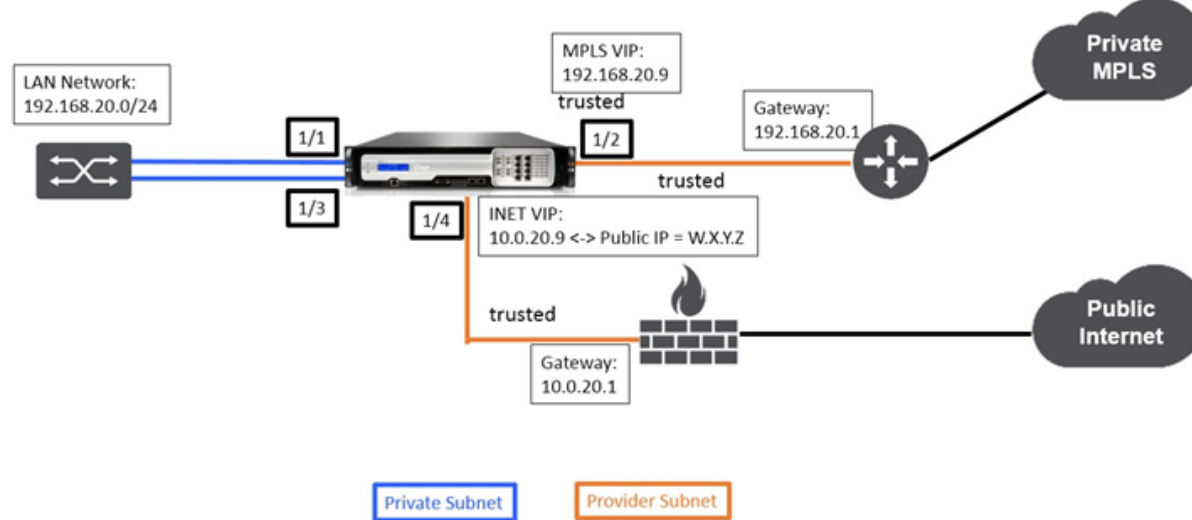 Private
MPLS
MPLS VIP:
192.168.20.9
trusted
LAN Network:
192.168.20.0/24
Gateway:
192.168.20.1
1/1
1/2
trusted
1/3
1/4
INET VIP:
10.0.20.9 <-> Public IP = W.X.Y.Z
trusted
Public
Internet
Gateway:
10.0.20.1
Private Subnet
Provider Subnet